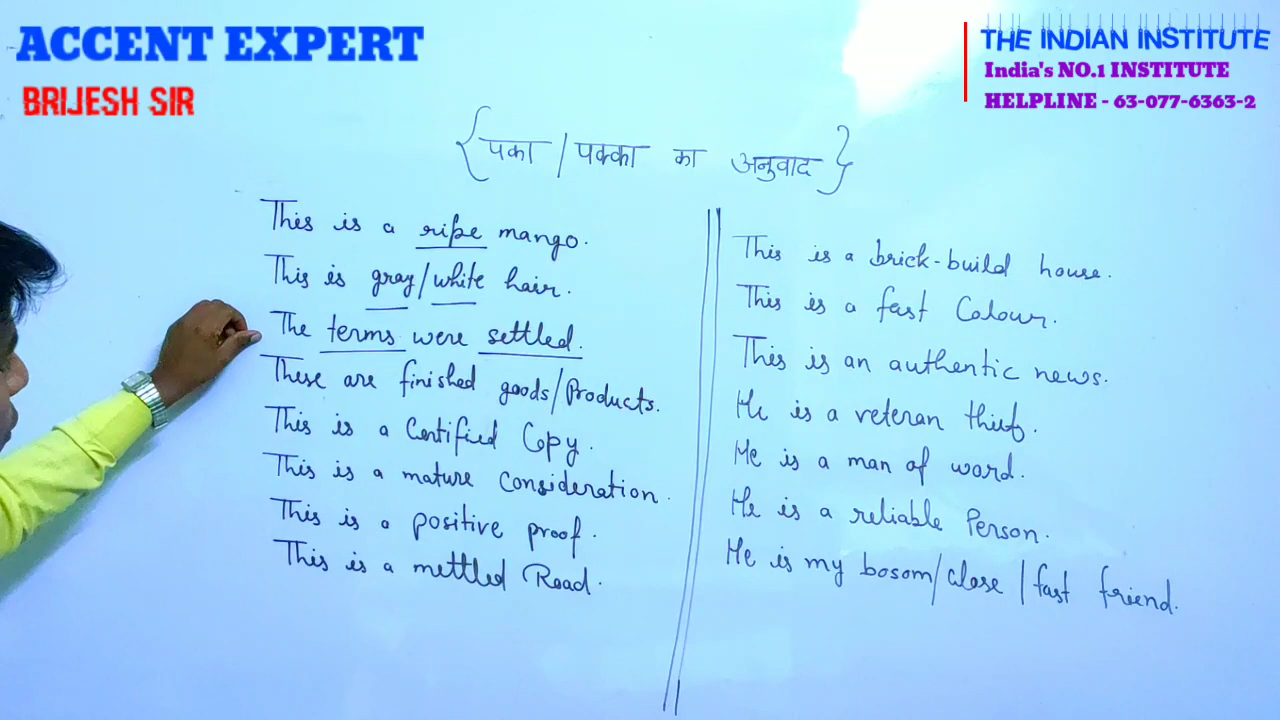 ACCENT EXPERT
BRIJESH SIR
THE INDIAN INSTITUTE
India's NO.1 INSTITUTE
HELPLINE - 63-077-6363-2
{पका / पक्का का अनुवाद}
This is a ripe mango.
This is gray/white hair.
The terms were settled.
These are finished goods/Products.
This is a Certified Copy.
This is a mature consideration.
This is a positive proof.
This is a mettled Road.
This is a brick-build house.
This is a fast Colour.
This is an authentic news.
He is a veteran thief.
He is a man of word.
He is a reliable Person.
He is my bosom/close/fast friend.